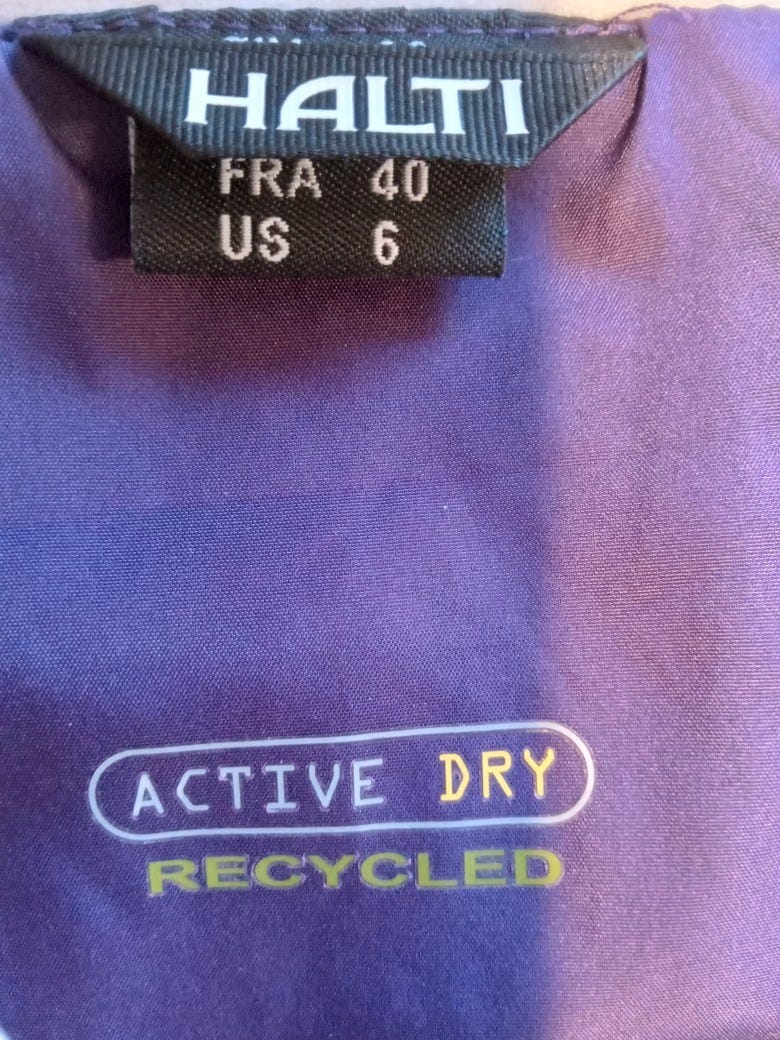 HALTI
FRA 40
US 6
ACTIVE DRY
RECYCLED